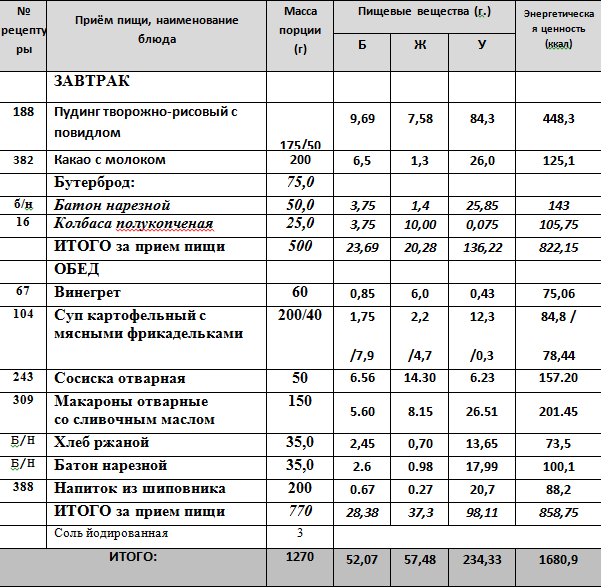 № рецептуры Приём пищи, наименование блюда Масса порции (г) Пищевые вещества (г.) Энергетическая ценность (ккал)
Б Ж У
ЗАВТРАК
188 Пудинг творожно-рисовый с повидлом 175/50 9,69 7,58 84,3 448,3
382 Какао с молоком 200 6,5 1,3 26,0 125,1
Бутерброд: 75,0
б/н Батон нарезной 50,0 3,75 1,4 25,85 143
16 Колбаса полукопченая 25,0 3,75 10,00 0,075 105,75
ИТОГО за прием пищи 500 23,69 20,28 136,22 822,15
ОБЕД
67 Винегрет 60 0,85 6,0 0,43 75,06
104 Суп картофельный с мясными фрикадельками 200/40 1,75 2,2 12,3 84,8 /
/7,9 /4,7 /0,3 78,44
243 Сосиска отварная 50 6.56 14.30 6.23 157.20
309 Макароны отварные со сливочным маслом 150 5.60 8.15 26.51 201.45
Б/Н Хлеб ржаной 35,0 2,45 0,70 13,65 73,5
Б/Н Батон нарезной 35,0 2.6 0.98 17,99 100,1
388 Напиток из шиповника 200 0.67 0.27 20,7 88,2
ИТОГО за прием пищи 770 28,38 37,3 98,11 858,75
Соль йодированная 3
ИТОГО: 1270 52,07 57,48 234,33 1680,9